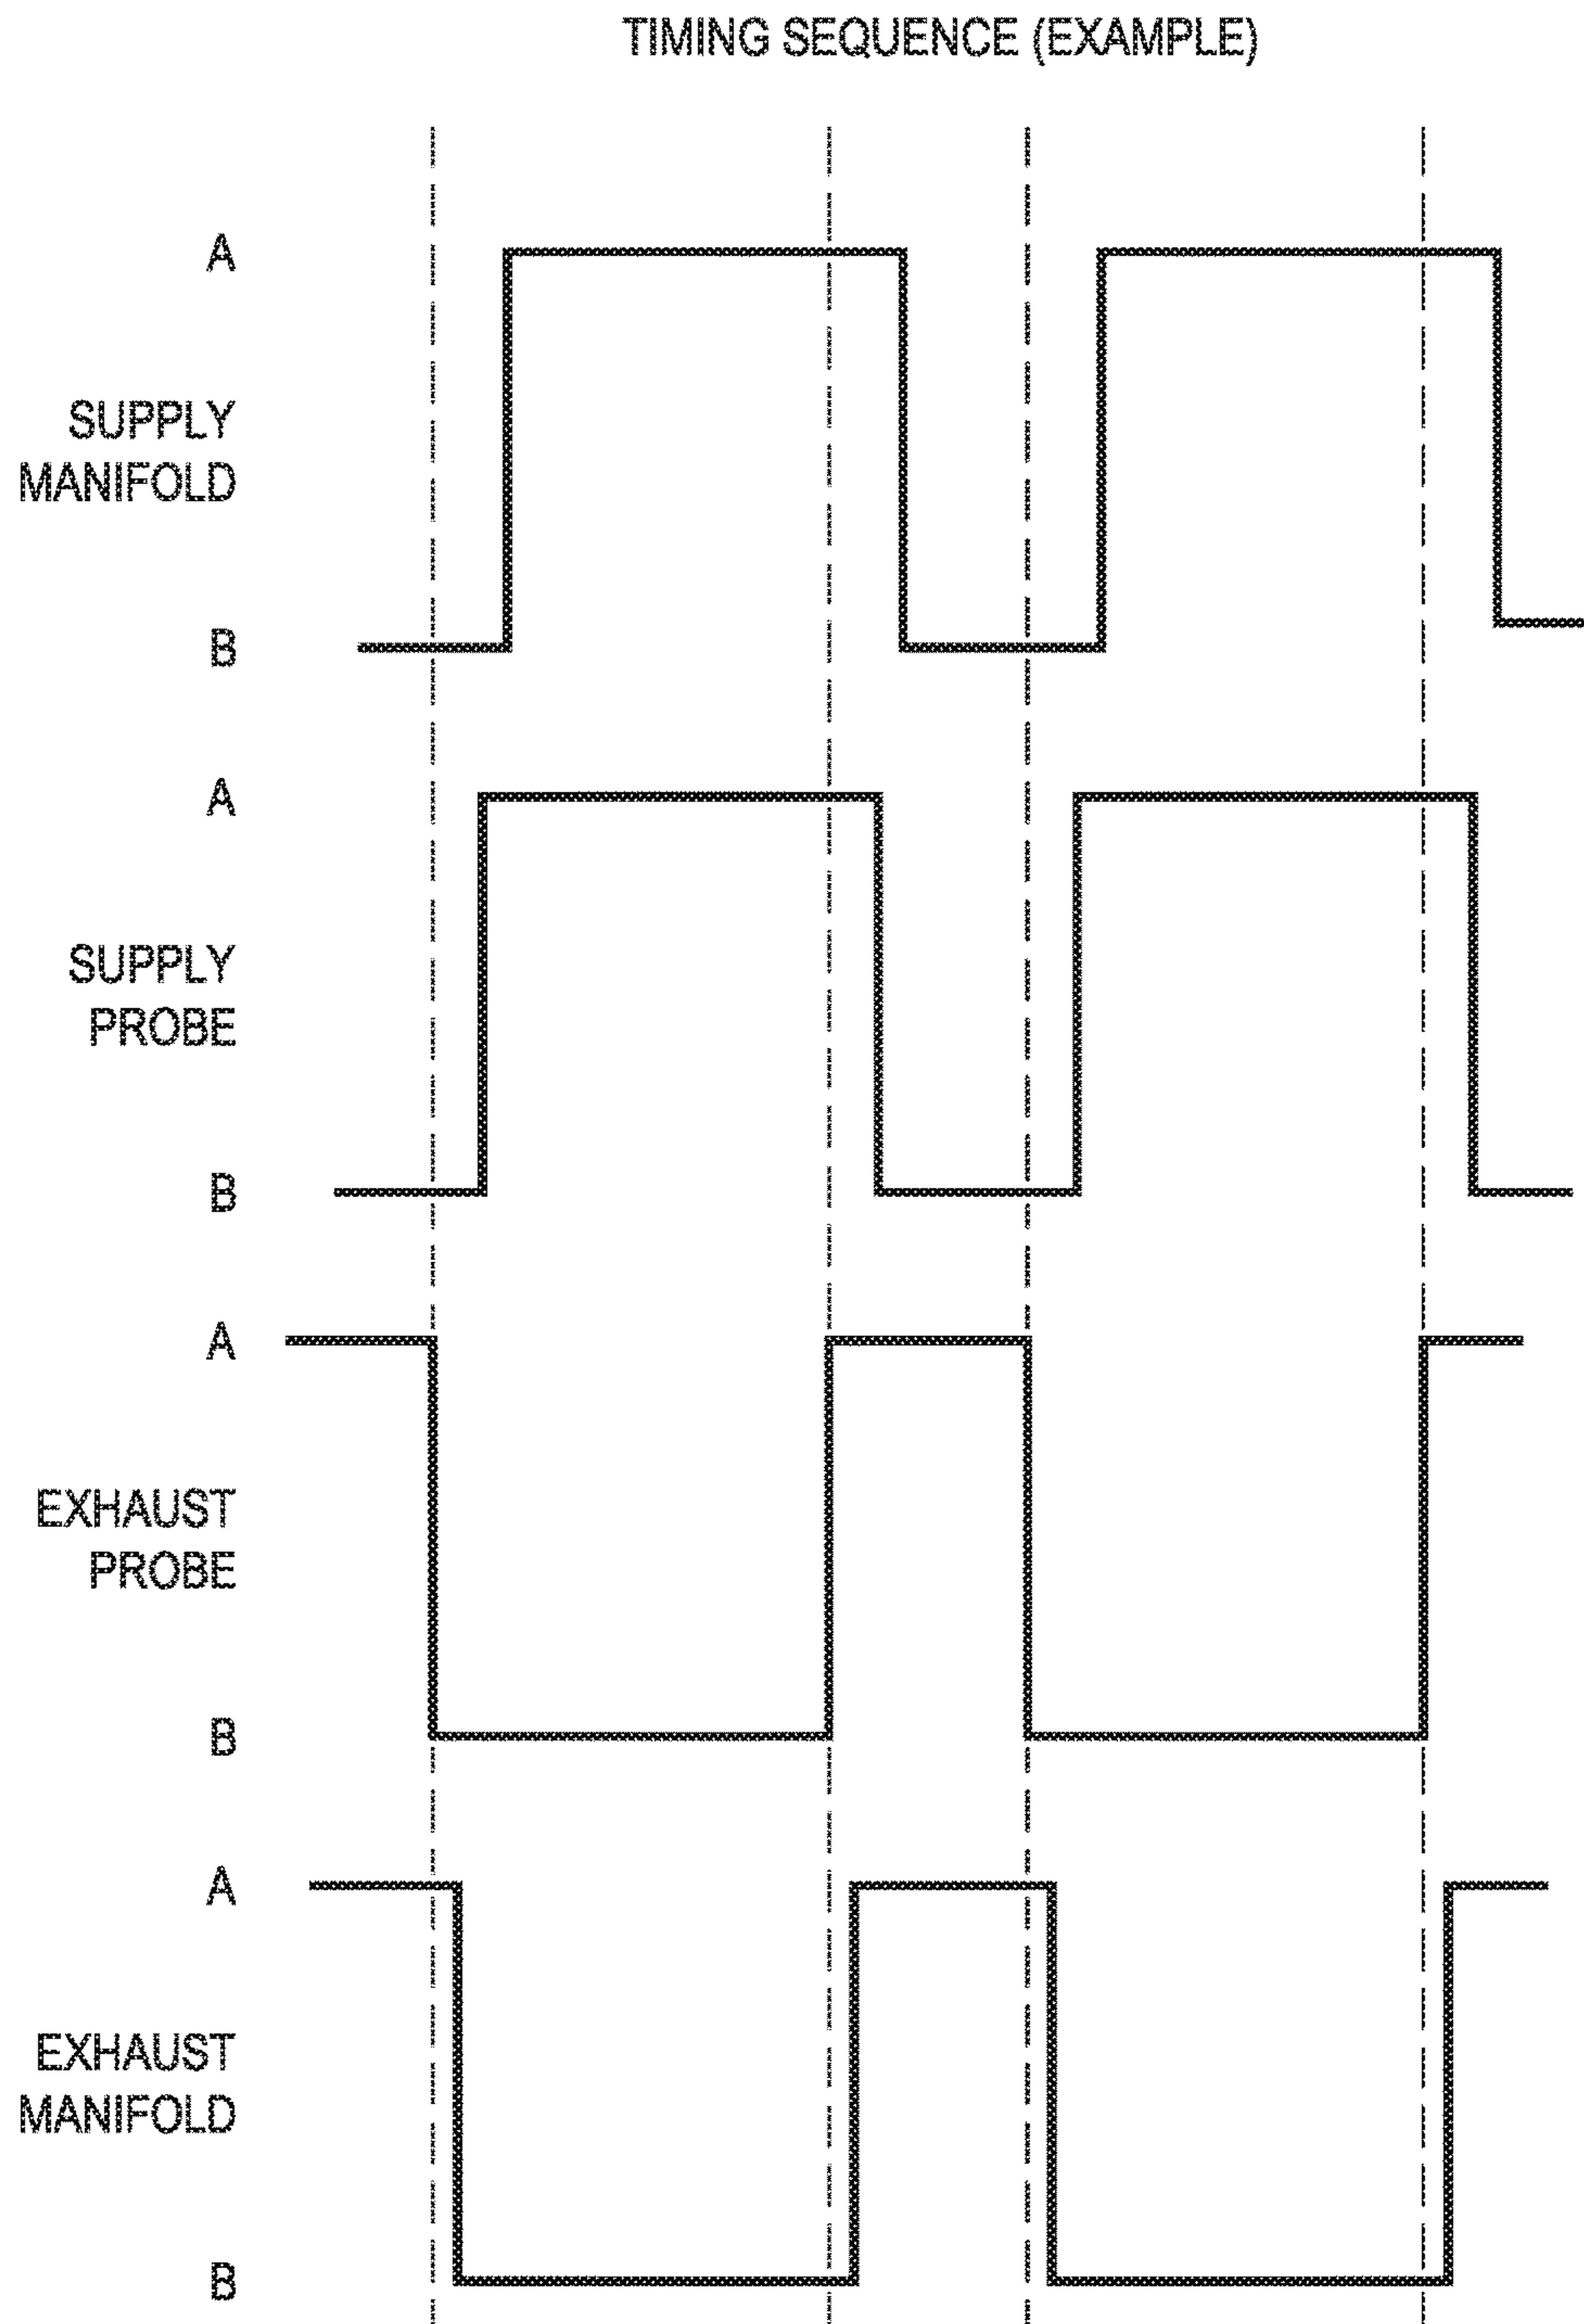 TIMING SEQUENCE (EXAMPLE)
A
SUPPLY
MANIFOLD
B
A
SUPPLY
PROBE
B
A
EXHAUST
PROBE
B
A
EXHAUST
MANIFOLD
B